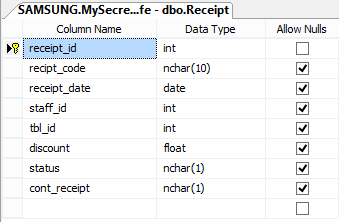 SAMSUNG.MySecre...fe - dbo.Receipt
Column Name Data Type Allow Nulls
receipt_id int
recipt_code nchar(10)
receipt_date date
staff_id int
tbl_id int
discount float
status nchar(1)
cont_receipt nchar(1)